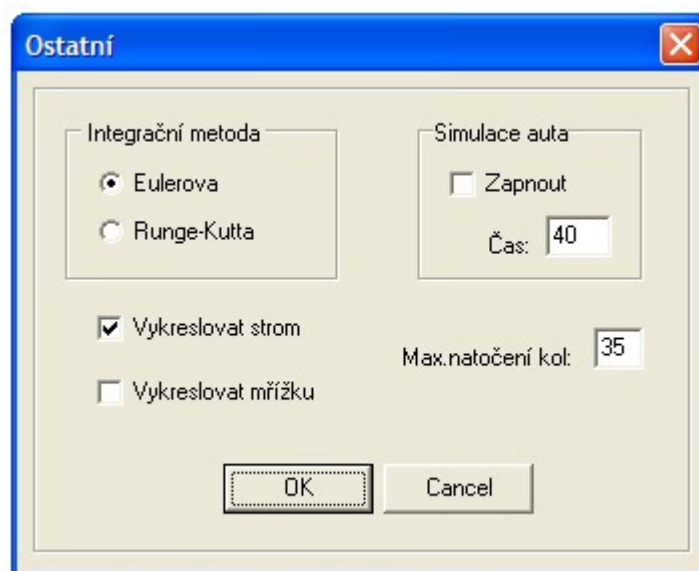 Ostatní
Integrační metoda
Eulerova
Runge-Kutta
Simulace auta
Zapnout
Čas: 40
Vykreslovat strom
Vykreslovat mřížku
Max.natočení kol: 35
OK
Cancel